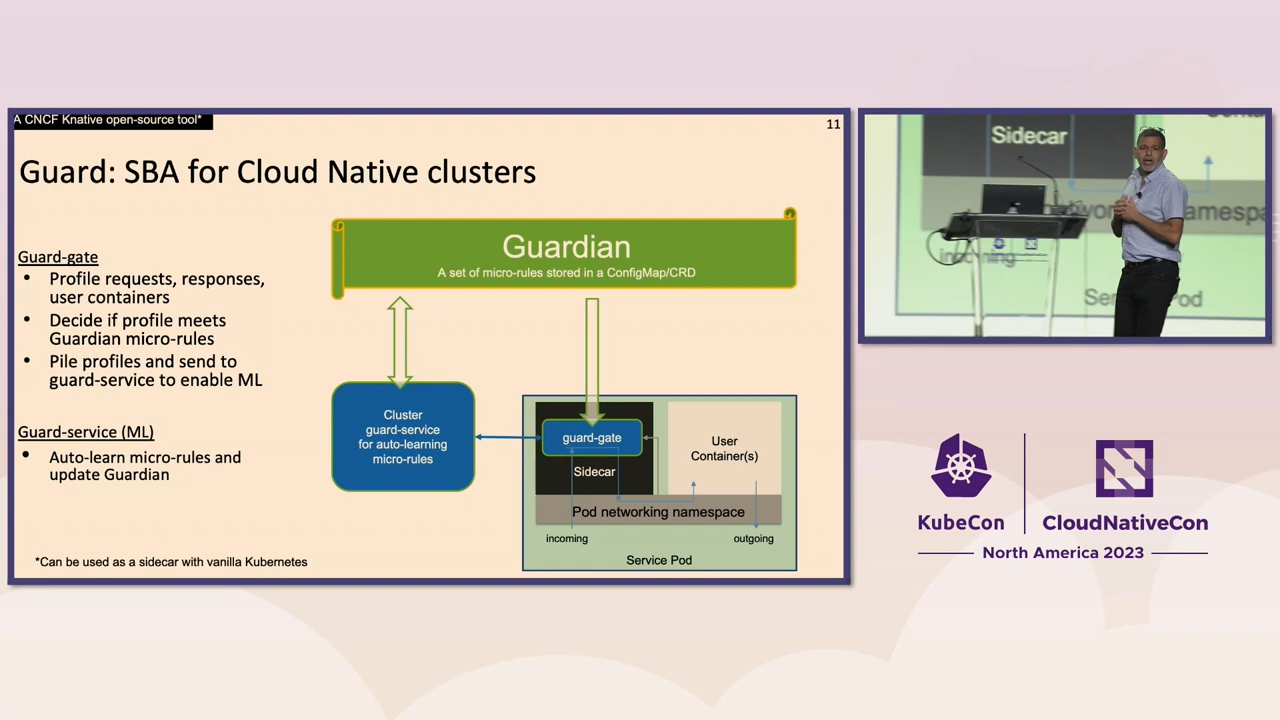 A CNCF Knative open-source tool*
11
Guard: SBA for Cloud Native clusters
Guard-gate
• Profile requests, responses,
user containers
• Decide if profile meets
Guardian micro-rules
• Pile profiles and send to
guard-service to enable ML
Guard-service (ML)
• Auto-learn micro-rules and
update Guardian
*Can be used as a sidecar with vanilla Kubernetes
Guardian
A set of micro-rules stored in a ConfigMap/CRD
Cluster
guard-service
for auto-learning
micro-rules
guard-gate
Sidecar
User
Container(s)
Pod networking namespace
incoming
outgoing
Service Pod
Sidecar
incoming
Pod
KubeCon
CloudNativeCon
North America 2023